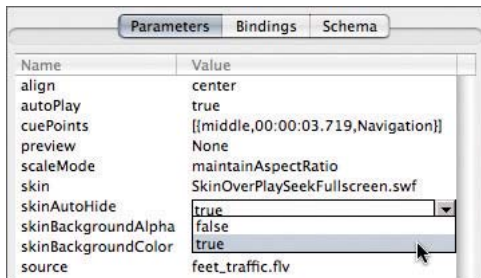 Parameters Bindings Schema
Name Value
align center
autoPlay true
cuePoints [{middle,00:00:03.719,Navigation}]
preview None
scaleMode maintainAspectRatio
skin SkinOverPlaySeekFullscreen.swf
skinAutoHide true
skinBackgroundAlpha false
skinBackgroundColor true
source feet_traffic.flv